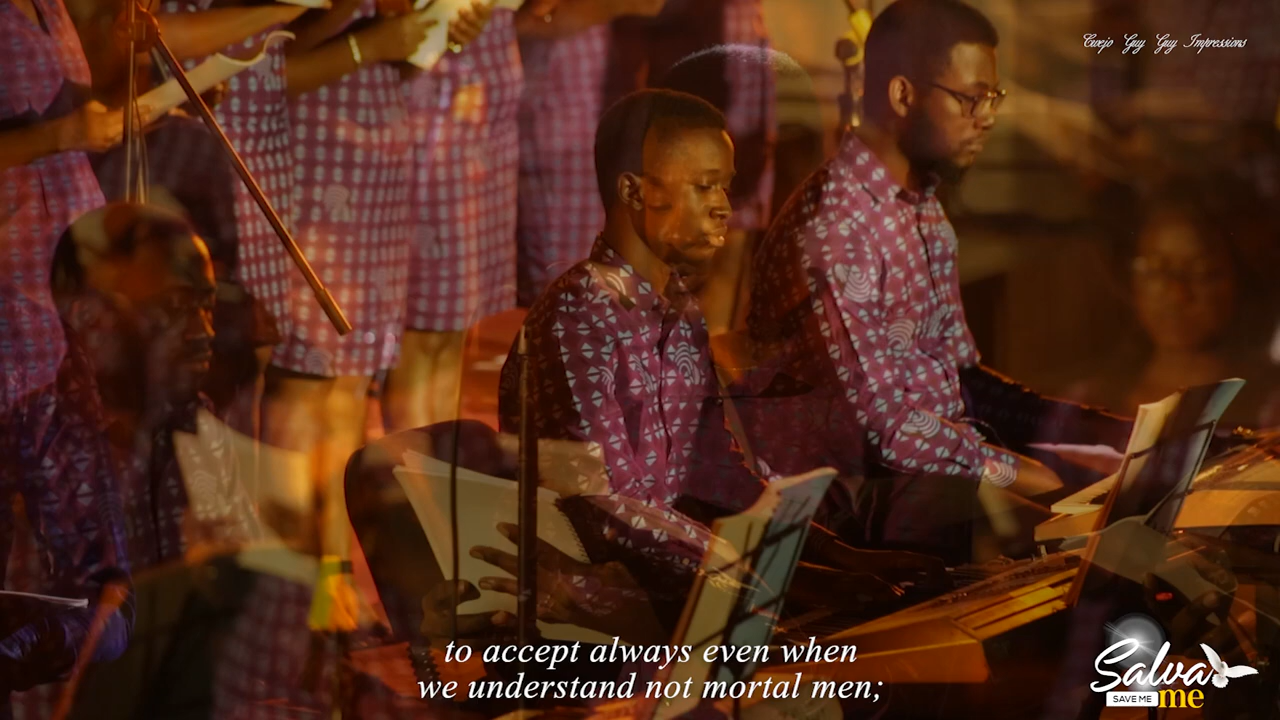 Cwejo Guy Guy Impressions
to accept always even when
we understand not mortal men;
Salva
SAVE ME
me